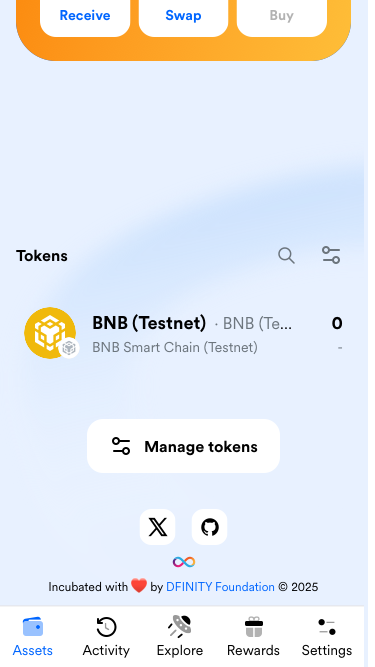 Receive Swap Buy
Tokens
BNB (Testnet) · BNB (Te... 0
BNB Smart Chain (Testnet) -
Manage tokens
Incubated with ❤️ by DFINITY Foundation © 2025
Assets Activity Explore Rewards Settings